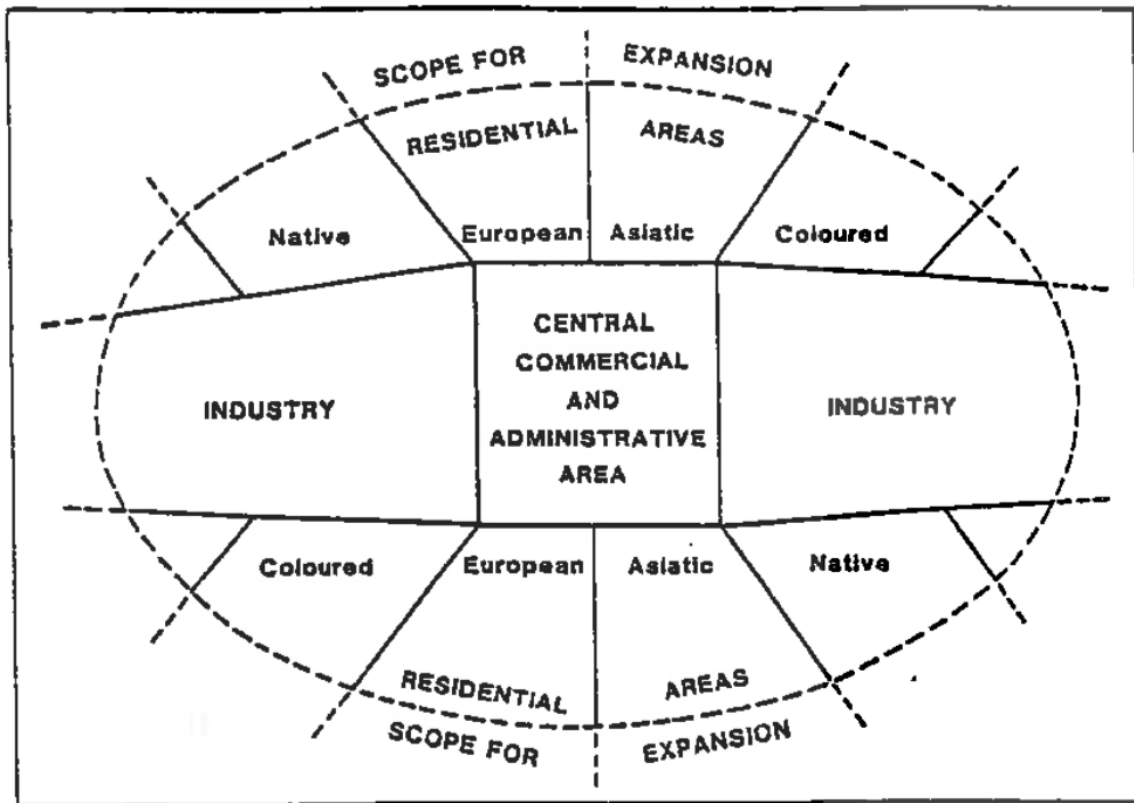 SCOPE FOR EXPANSION
RESIDENTIAL AREAS
Native European Asiatic Coloured
CENTRAL
COMMERCIAL
AND
ADMINISTRATIVE
AREA
INDUSTRY
INDUSTRY
Coloured European Asiatic Native
RESIDENTIAL AREAS
SCOPE FOR EXPANSION